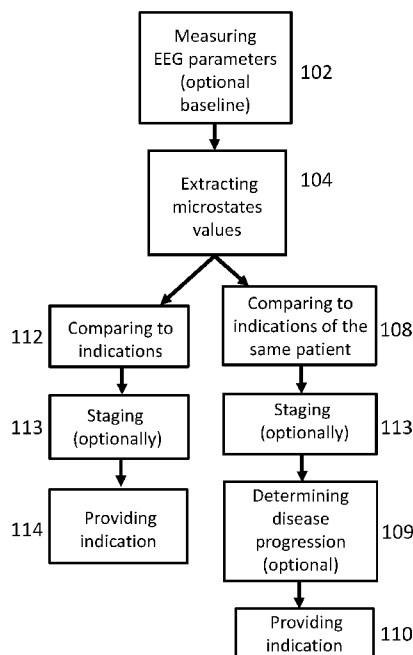 Measuring
EEG parameters
(optional
baseline)
102
Extracting
microstates
values
104
112
Comparing to
indications
Comparing to
indications of the
same patient
108
113
Staging
(optionally)
Staging
(optionally)
113
114
Providing
indication
Determining
disease
progression
(optional)
109
Providing
indication
110